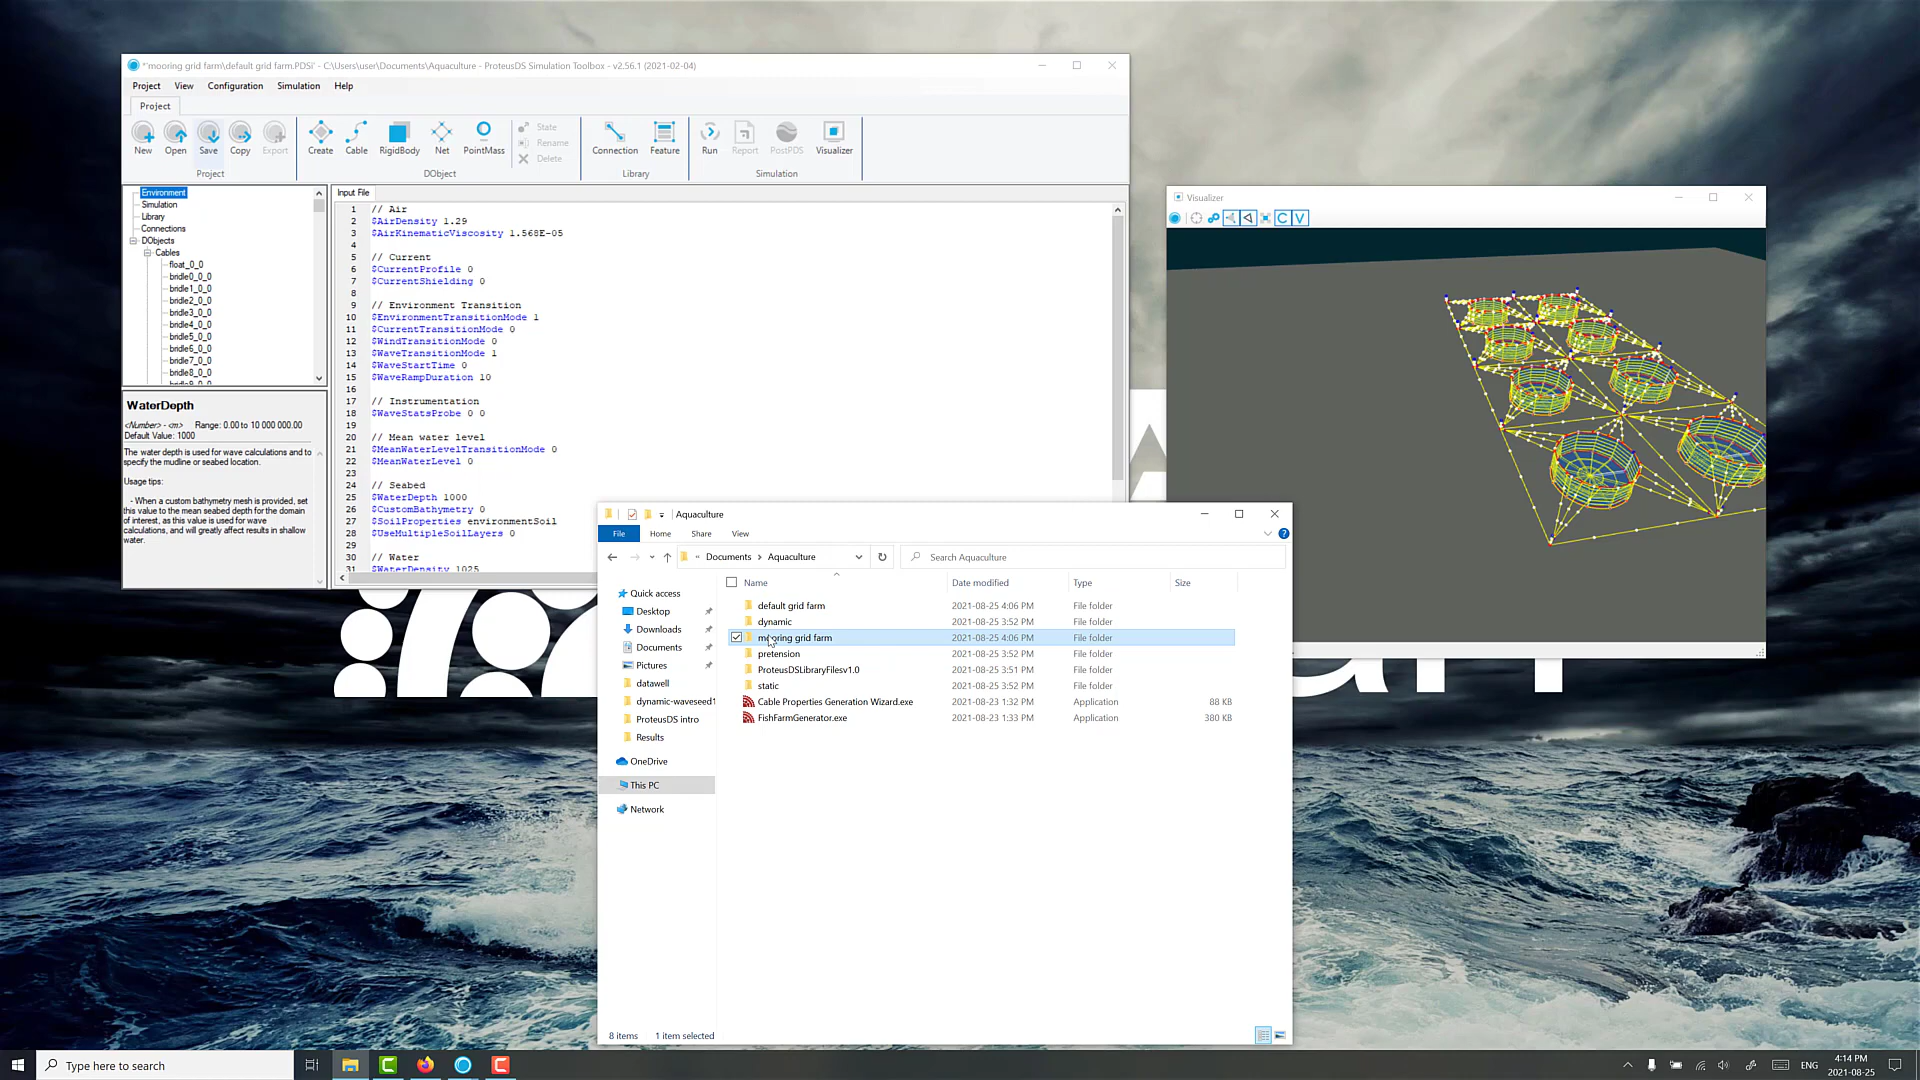 *'mooring grid farm\default grid farm.PDSi' - C:\Users\user\Documents\Aquaculture - ProteusDS Simulation Toolbox - v2.56.1 (2021-02-04)
Project View Configuration Simulation Help
Project
New Open Save Copy Export Create Cable RigidBody Net PointMass State Rename Delete Connection Feature Run Report PostPDS Visualizer
Project DObject Library Simulation
Environment
Simulation
Library
Connections
DObjects
Cables
float_0_0
bridle0_0_0
bridle1_0_0
bridle2_0_0
bridle3_0_0
bridle4_0_0
bridle5_0_0
bridle6_0_0
bridle7_0_0
bridle8_0_0
bridle9_0_0
WaterDepth
<Number> - <m> Range: 0.00 to 10 000 000.00
Default Value: 1000
The water depth is used for wave calculations and to
specify the mudline or seabed location.
Usage tips:
- When a custom bathymetry mesh is provided, set
this value to the mean seabed depth for the domain
of interest, as this value is used for wave
calculations, and will greatly affect results in shallow
water.
Input File
1 // Air
2 $AirDensity 1.29
3 $AirKinematicViscosity 1.568E-05
4
5 // Current
6 $CurrentProfile 0
7 $CurrentShielding 0
8
9 // Environment Transition
10 $EnvironmentTransitionMode 1
11 $CurrentTransitionMode 0
12 $WindTransitionMode 0
13 $WaveTransitionMode 1
14 $WaveStartTime 0
15 $WaveRampDuration 10
16
17 // Instrumentation
18 $WaveStatsProbe 0 0
19
20 // Mean water level
21 $MeanWaterLevelTransitionMode 0
22 $MeanWaterLevel 0
23
24 // Seabed
25 $WaterDepth 1000
26 $CustomBathymetry 0
27 $SoilProperties environmentSoil
28 $UseMultipleSoilLayers 0
29
30 // Water
31 $WaterDensity 1025
Visualizer
C V
Aquaculture
File Home Share View
« Documents > Aquaculture
Search Aquaculture
Quick access
Desktop
Downloads
Documents
Pictures
datawell
dynamic-waveseed1
ProteusDS intro
Results
OneDrive
This PC
Network
Name Date modified Type Size
default grid farm 2021-08-25 4:06 PM File folder
dynamic 2021-08-25 3:52 PM File folder
mooring grid farm 2021-08-25 4:06 PM File folder
pretension 2021-08-25 3:52 PM File folder
ProteusDSLibraryFilesv1.0 2021-08-25 3:51 PM File folder
static 2021-08-25 3:52 PM File folder
Cable Properties Generation Wizard.exe 2021-08-23 1:32 PM Application 88 KB
FishFarmGenerator.exe 2021-08-23 1:33 PM Application 380 KB
8 items 1 item selected
Type here to search
ENG
4:14 PM
2021-08-25